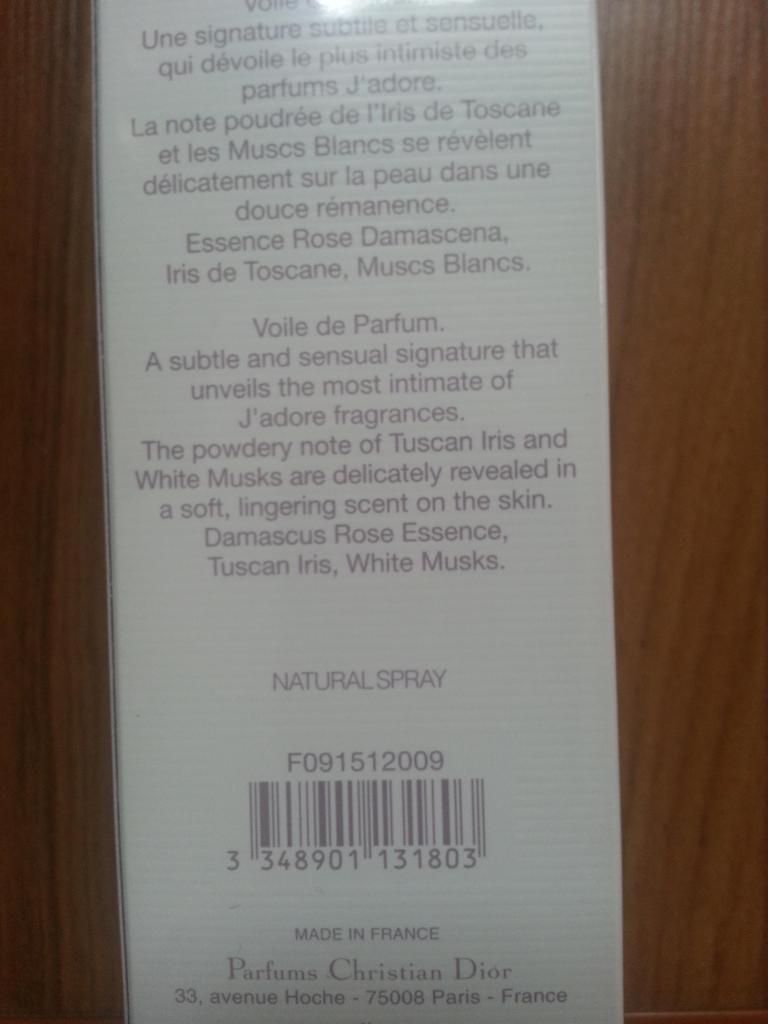 Voile
Une signature subtile et sensuelle,
qui dévoile le plus intimiste des
parfums J'adore.
La note poudrée de l'Iris de Toscane
et les Muscs Blancs se révèlent
délicatement sur la peau dans une
douce rémanence.
Essence Rose Damascena,
Iris de Toscane, Muscs Blancs.
Voile de Parfum.
A subtle and sensual signature that
unveils the most intimate of
J'adore fragrances.
The powdery note of Tuscan Iris and
White Musks are delicately revealed in
a soft, lingering scent on the skin.
Damascus Rose Essence,
Tuscan Iris, White Musks.
NATURAL SPRAY
F091512009
3 348901 131803
MADE IN FRANCE
Parfums Christian Dior
33, avenue Hoche - 75008 Paris - France